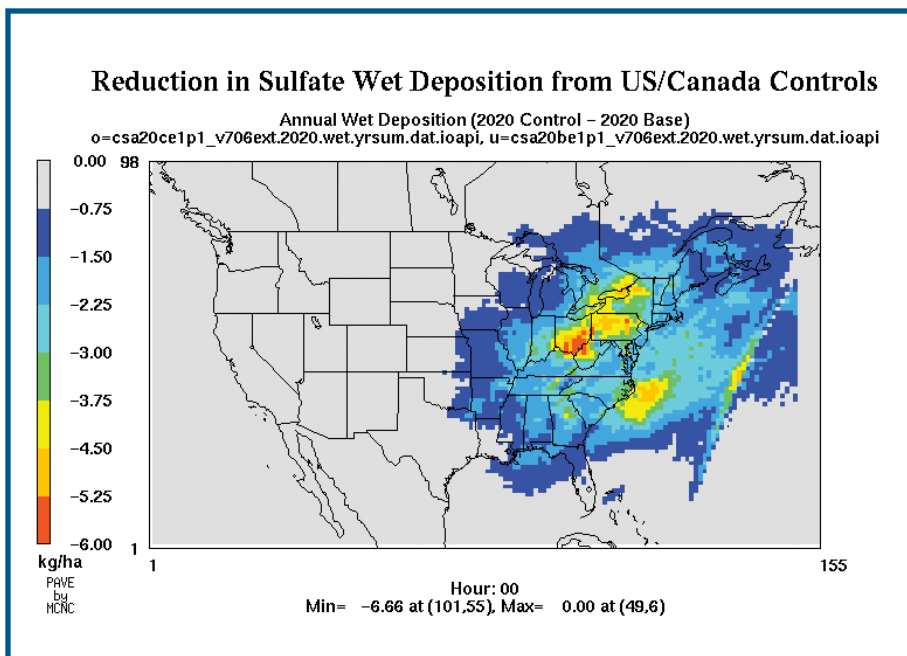 Reduction in Sulfate Wet Deposition from US/Canada Controls
Annual Wet Deposition (2020 Control – 2020 Base)
o=csa20ce1p1_v706ext.2020.wet.yrsum.dat.ioapi, u=csa20be1p1_v706ext.2020.wet.yrsum.dat.ioapi
0.00
98
−0.75
−1.50
−2.25
−3.00
−3.75
−4.50
−5.25
−6.00
1
kg/ha
1
155
PAVE
by
MCNC
Hour: 00
Min= −6.66 at (101,55), Max= 0.00 at (49,6)